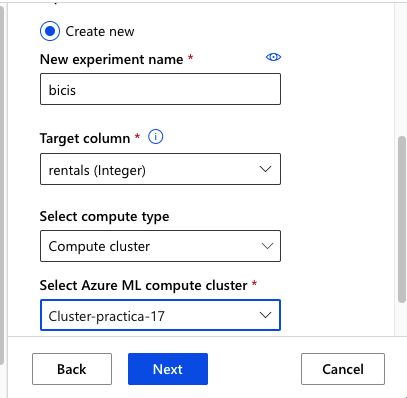 Create new
New experiment name *
bicis
Target column *
rentals (Integer)
Select compute type
Compute cluster
Select Azure ML compute cluster *
Cluster-practica-17
Back
Next
Cancel